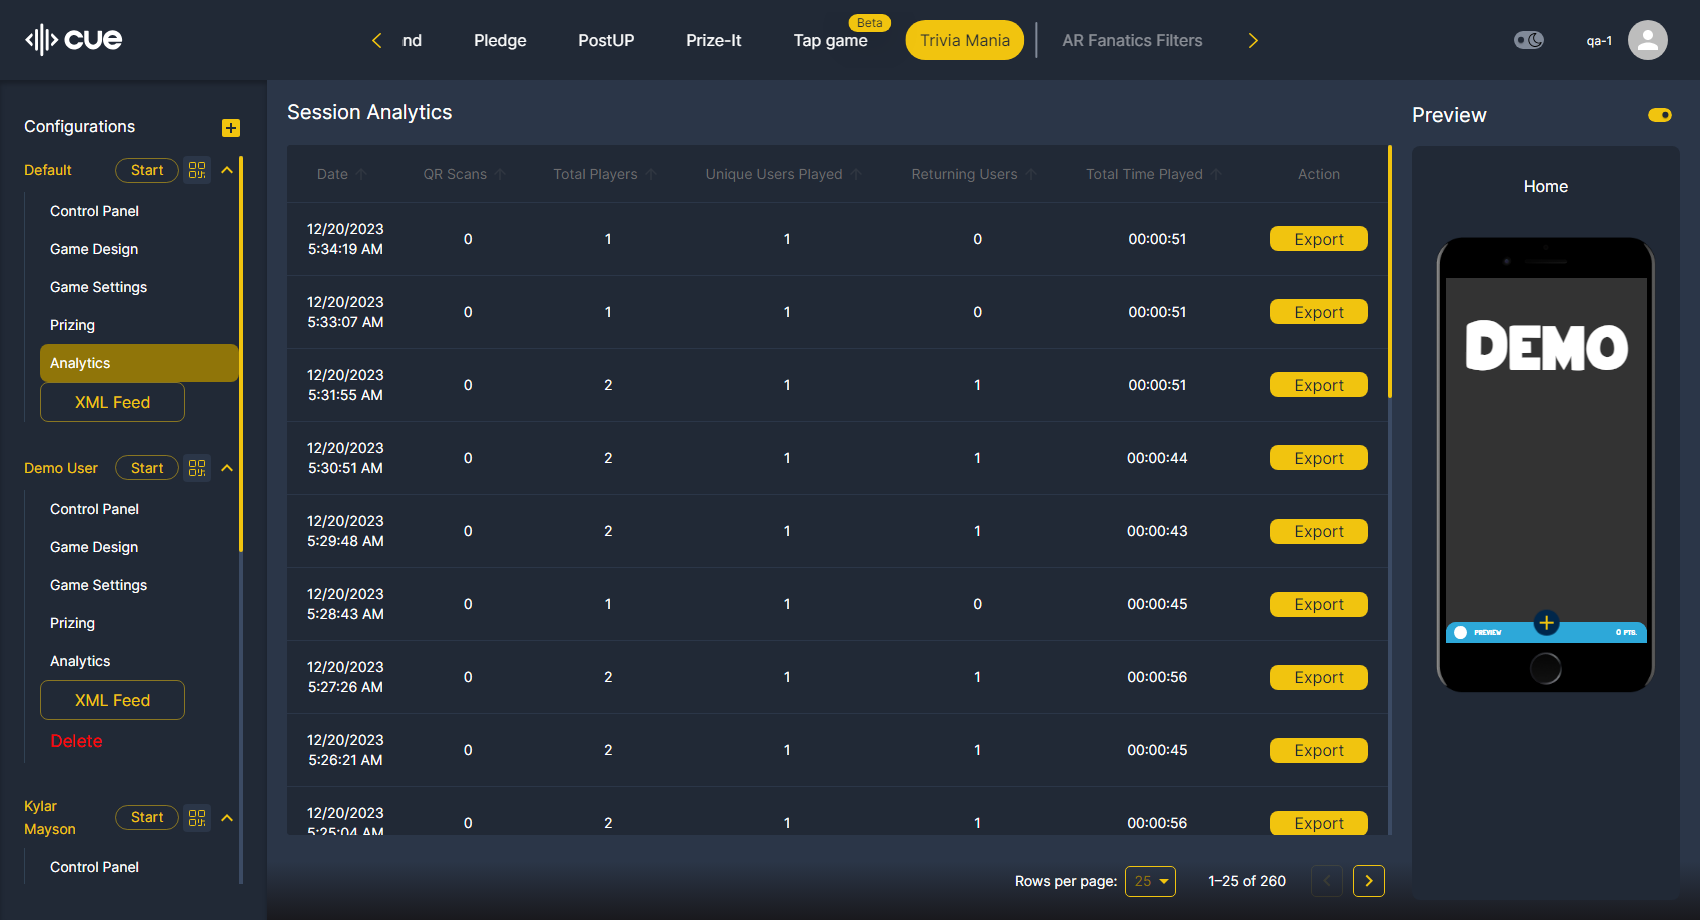 cue
nd
Pledge
PostUP
Prize-It
Tap game
Beta
Trivia Mania
AR Fanatics Filters
qa-1
Configurations
Default
Start
Control Panel
Game Design
Game Settings
Prizing
Analytics
XML Feed
Demo User
Start
Control Panel
Game Design
Game Settings
Prizing
Analytics
XML Feed
Delete
Kylar
Mayson
Start
Control Panel
Session Analytics
Date QR Scans Total Players Unique Users Played Returning Users Total Time Played Action
12/20/2023
5:34:19 AM 0 1 1 0 00:00:51 Export
12/20/2023
5:33:07 AM 0 1 1 0 00:00:51 Export
12/20/2023
5:31:55 AM 0 2 1 1 00:00:51 Export
12/20/2023
5:30:51 AM 0 2 1 1 00:00:44 Export
12/20/2023
5:29:48 AM 0 2 1 1 00:00:43 Export
12/20/2023
5:28:43 AM 0 1 1 0 00:00:45 Export
12/20/2023
5:27:26 AM 0 2 1 1 00:00:56 Export
12/20/2023
5:26:21 AM 0 2 1 1 00:00:45 Export
12/20/2023
5:25:04 AM 0 2 1 1 00:00:56 Export
Rows per page: 25 1–25 of 260
Preview
Home
DEMO
PREVIEW
0 PTS.